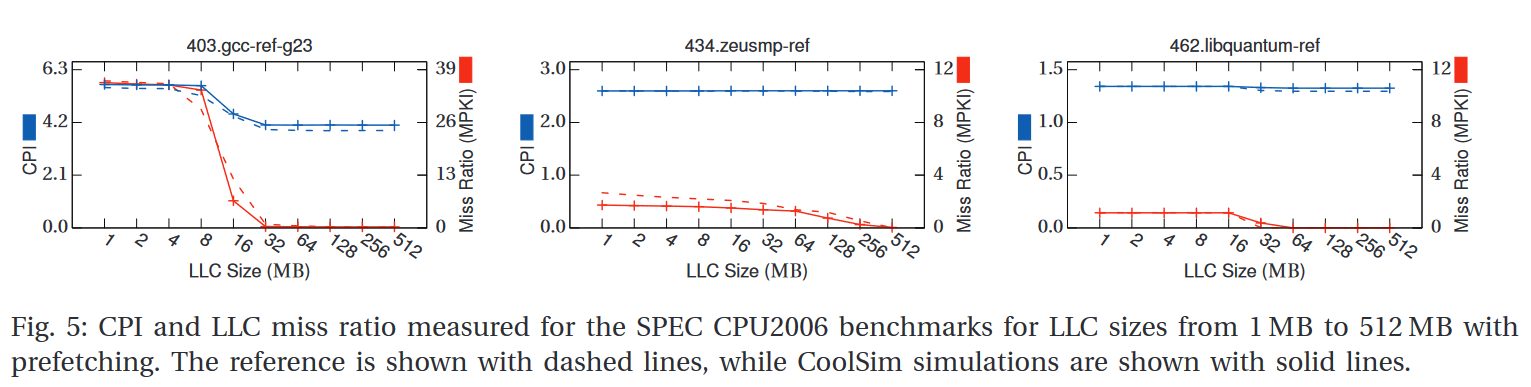 403.gcc-ref-g23
6.3
4.2
2.1
0.0
CPI
39
26
13
0
Miss Ratio (MPKI)
1 2 4 8 16 32 64 128 256 512
LLC Size (MB)
434.zeusmp-ref
3.0
2.0
1.0
0.0
CPI
12
8
4
0
Miss Ratio (MPKI)
1 2 4 8 16 32 64 128 256 512
LLC Size (MB)
462.libquantum-ref
1.5
1.0
0.5
0.0
CPI
12
8
4
0
Miss Ratio (MPKI)
1 2 4 8 16 32 64 128 256 512
LLC Size (MB)
Fig. 5: CPI and LLC miss ratio measured for the SPEC CPU2006 benchmarks for LLC sizes from 1 MB to 512 MB with
prefetching. The reference is shown with dashed lines, while CoolSim simulations are shown with solid lines.